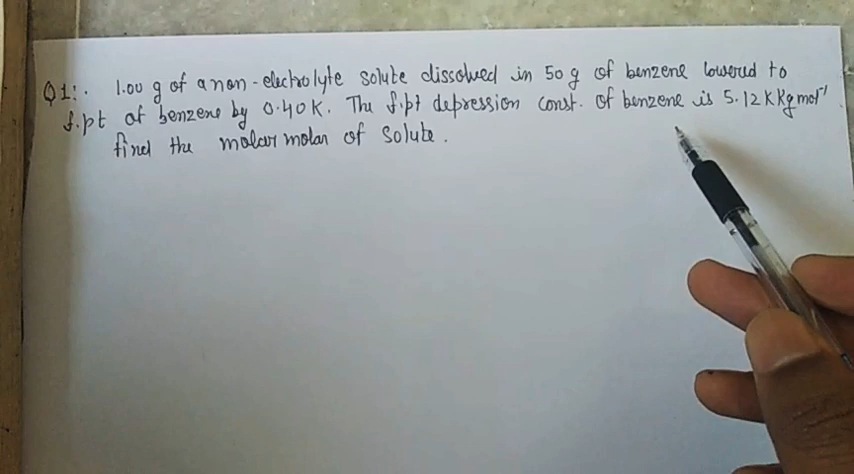 Q1:. 1.00 g of a non-electrolyte solute dissolved in 50 g of benzene lowered to
f.pt of benzene by 0.40K. The f.pt depression const. of benzene is 5.12 K Kg mol⁻¹.
find the molar molar of solute.